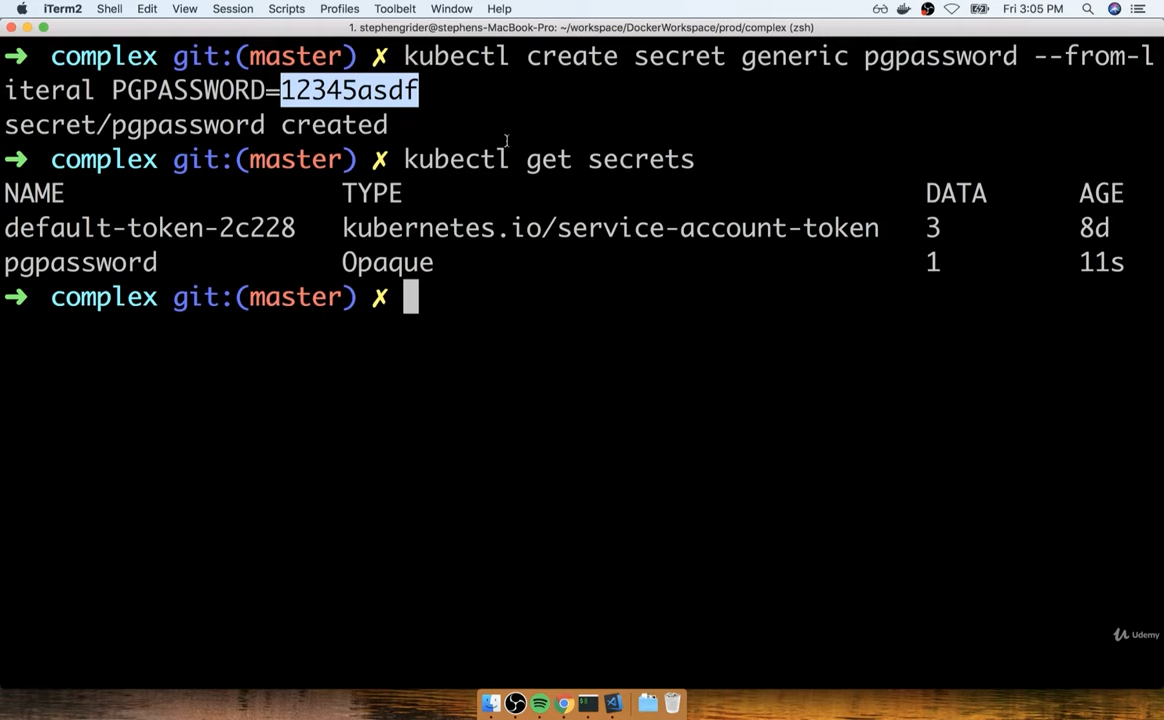 iTerm2 Shell Edit View Session Scripts Profiles Toolbelt Window Help Fri 3:05 PM
1. stephengrider@stephens-MacBook-Pro: ~/workspace/DockerWorkspace/prod/complex (zsh)
➜ complex git:(master) ✗ kubectl create secret generic pgpassword --from-l
iteral PGPASSWORD=12345asdf
secret/pgpassword created
➜ complex git:(master) ✗ kubectl get secrets
NAME TYPE DATA AGE
default-token-2c228 kubernetes.io/service-account-token 3 8d
pgpassword Opaque 1 11s
➜ complex git:(master) ✗
Udemy